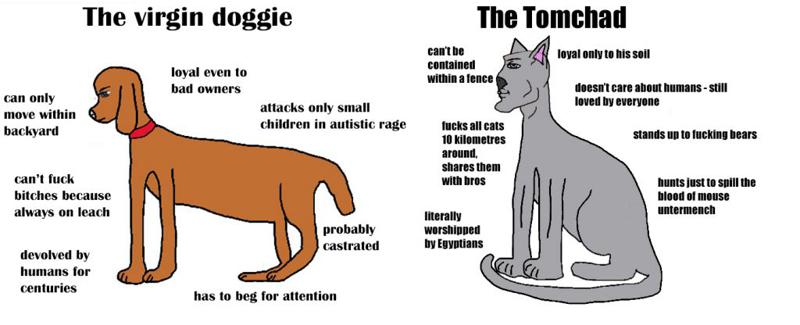 The virgin doggie
can only
move within
backyard
loyal even to
bad owners
attacks only small
children in autistic rage
can't fuck
bitches because
always on leach
probably
castrated
devolved by
humans for
centuries
has to beg for attention
The Tomchad
can't be
contained
within a fence
loyal only to his soil
doesn't care about humans - still
loved by everyone
fucks all cats
10 kilometres
around,
shares them
with bros
stands up to fucking bears
hunts just to spill the
blood of mouse
untermench
literally
worshipped
by Egyptians